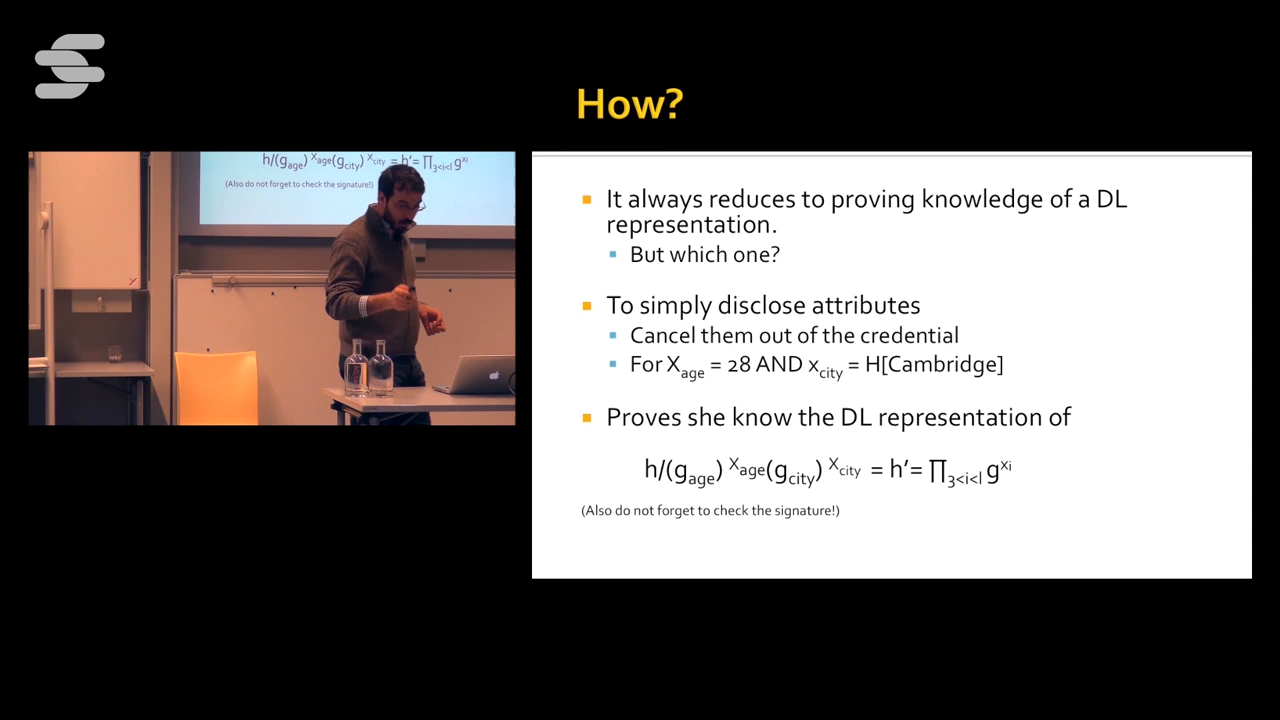 How?
h/(g_age) ^X_age(g_city) ^X_city = h′= ∏_3<i<l g^xi
(Also do not forget to check the signature!)
It always reduces to proving knowledge of a DL
representation.
But which one?
To simply disclose attributes
Cancel them out of the credential
For X_age = 28 AND x_city = H[Cambridge]
Proves she know the DL representation of
h/(g_age) ^X_age(g_city) ^X_city = h′= ∏_3<i<l g^xi
(Also do not forget to check the signature!)